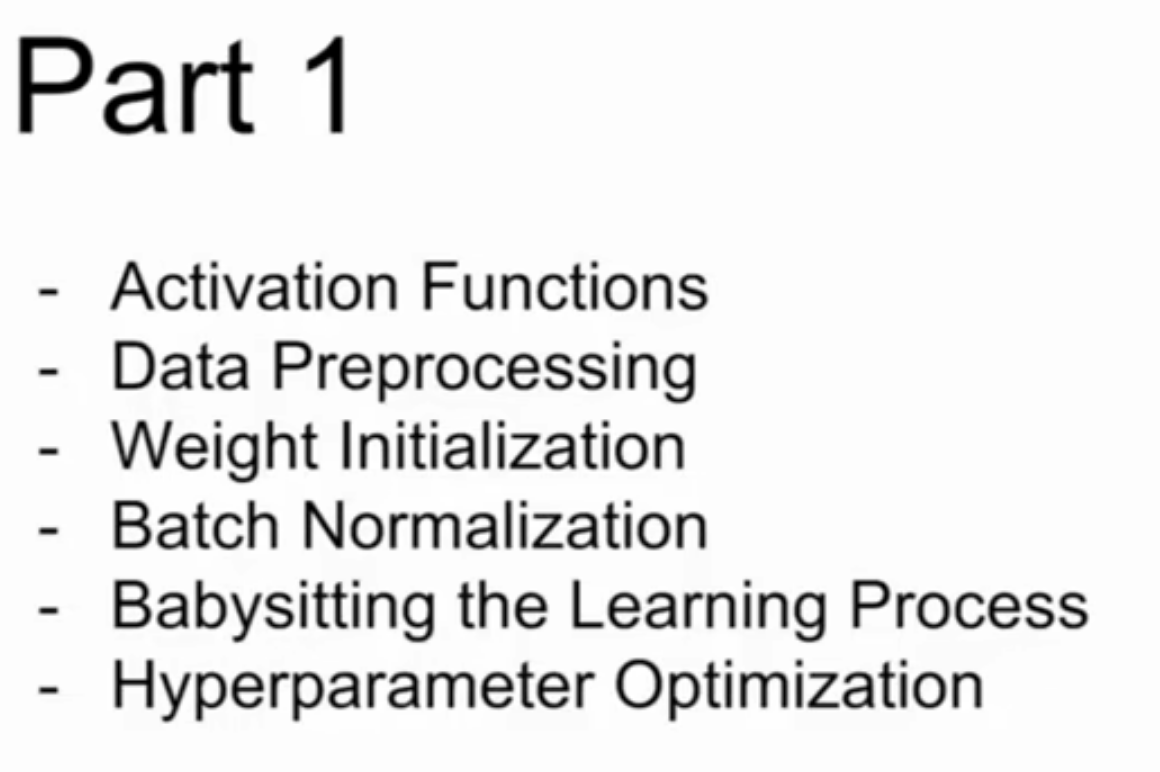 Part 1
- Activation Functions
- Data Preprocessing
- Weight Initialization
- Batch Normalization
- Babysitting the Learning Process
- Hyperparameter Optimization